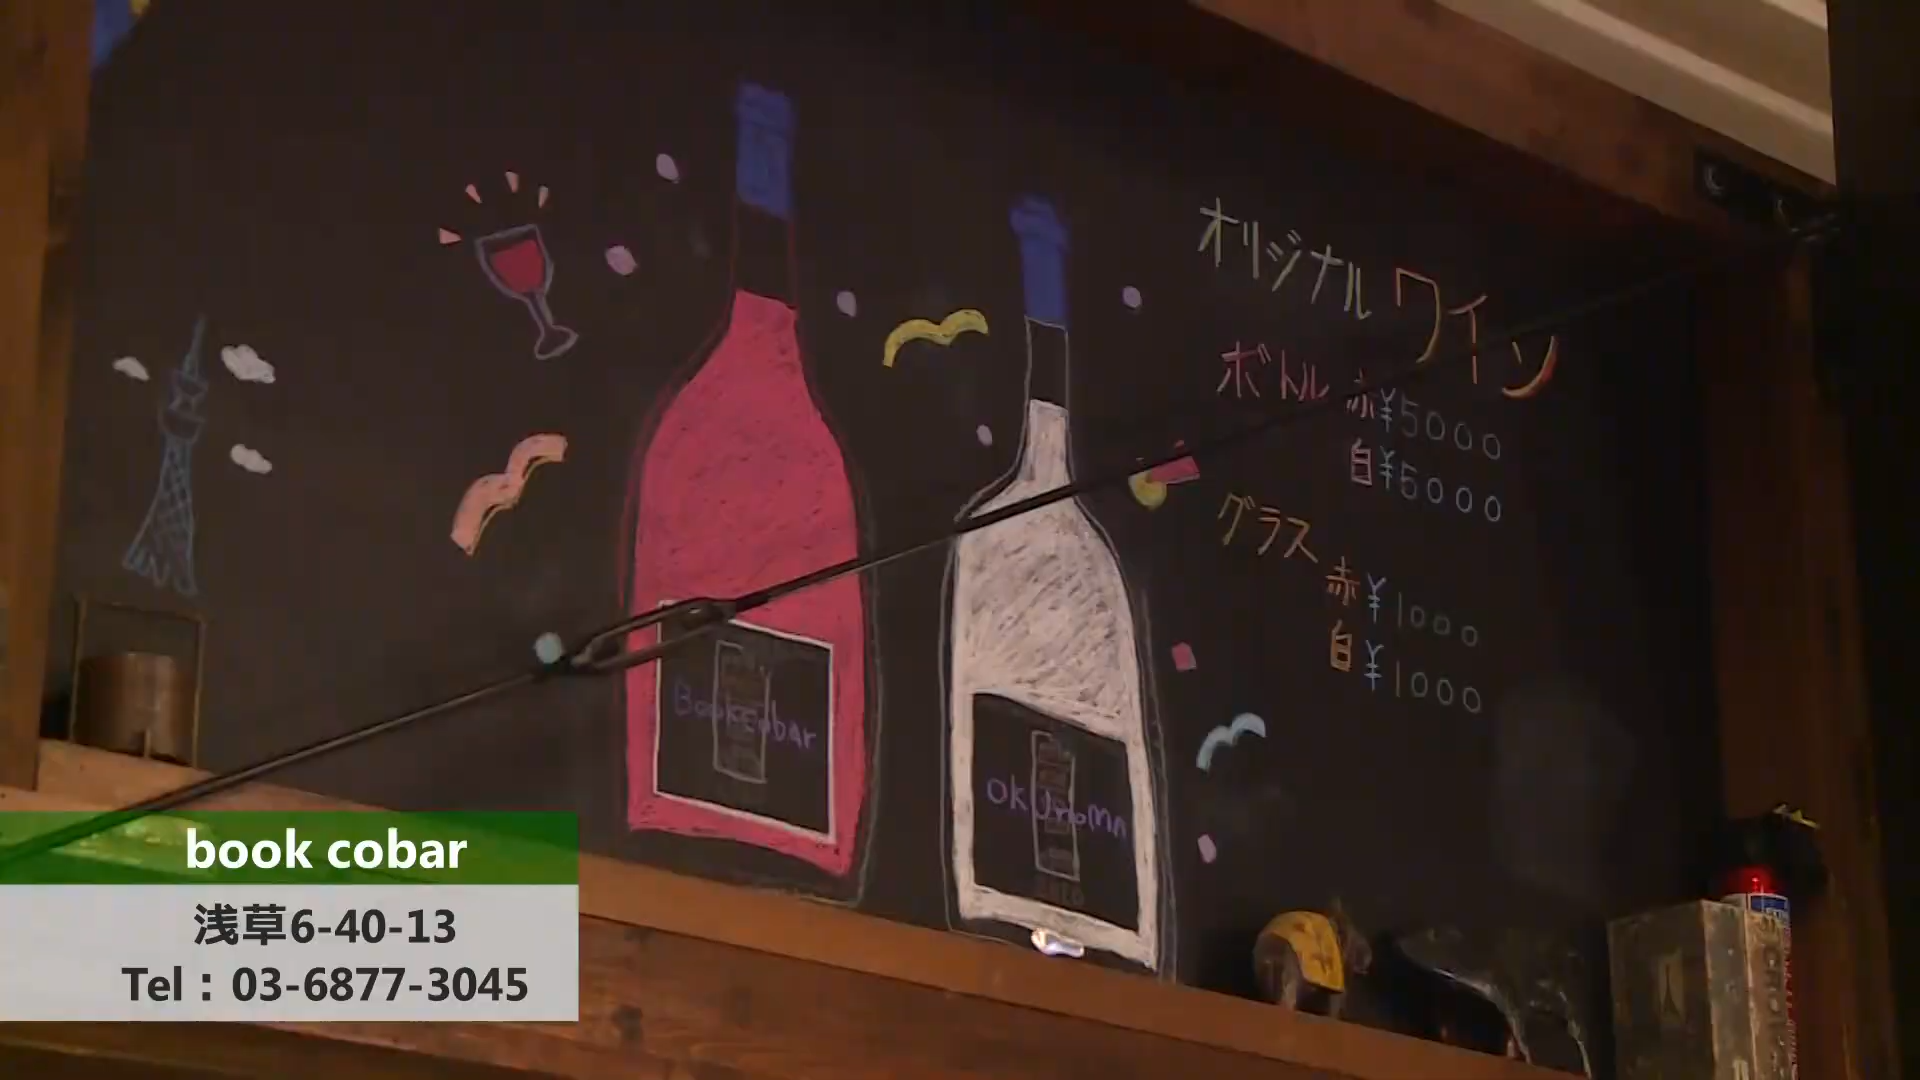 オリジナル ワイン
ボトル 赤¥5000
白¥5000
グラス 赤¥1000
白¥1000
Bookcobar
okunoma
book cobar
浅草6-40-13
Tel：03-6877-3045